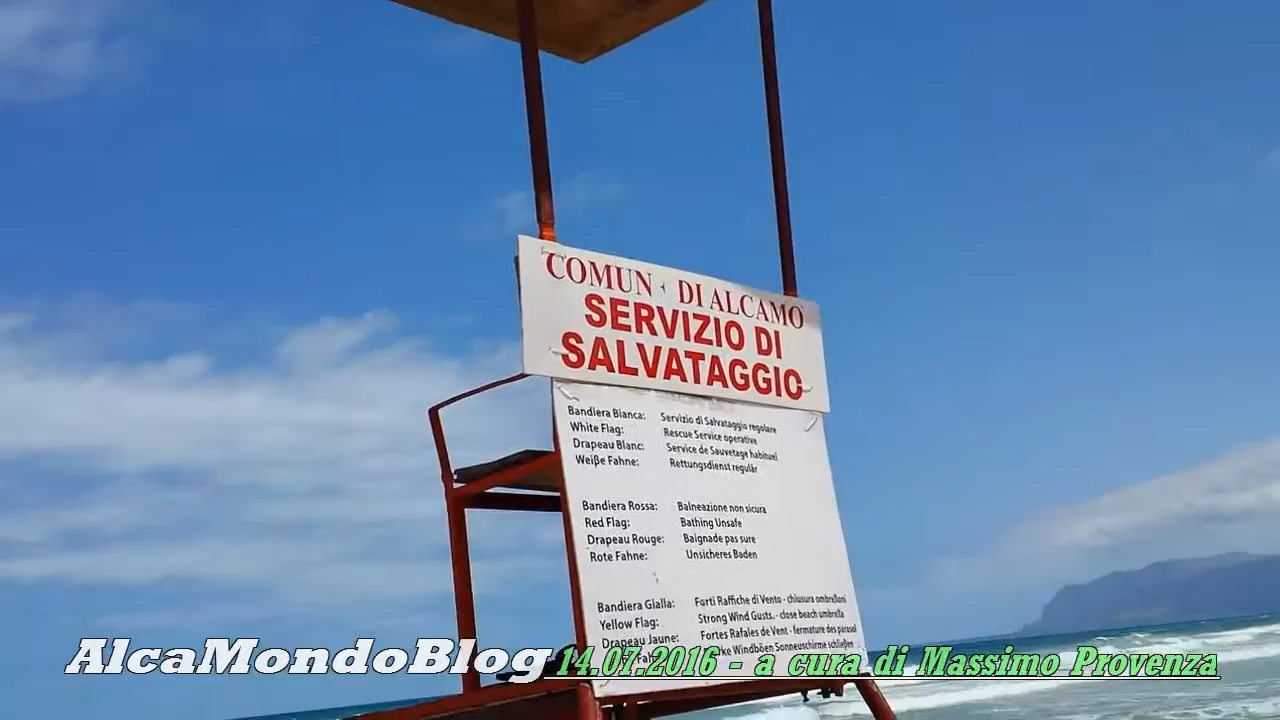 COMUN DI ALCAMO
SERVIZIO DI
SALVATAGGIO
Bandiera Bianca: Servizio di Salvataggio regolare
White Flag: Rescue Service operative
Drapeau Blanc: Service de Sauvetage habituel
Weiße Fahne: Rettungsdienst regulär
Bandiera Rossa: Balneazione non sicura
Red Flag: Bathing Unsafe
Drapeau Rouge: Baignade pas sure
Rote Fahne: Unsicheres Baden
Bandiera Gialla: Forti Raffiche di Vento - chiusura ombrelloni
Yellow Flag: Strong Wind Gusts. - close beach umbrella
Drapeau Jaune: Fortes Rafales de Vent - fermature des parasol
Windböen Sonneuschirme schließen
AlcaMondoBlog 14.07.2016 - a cura di Massimo Provenza